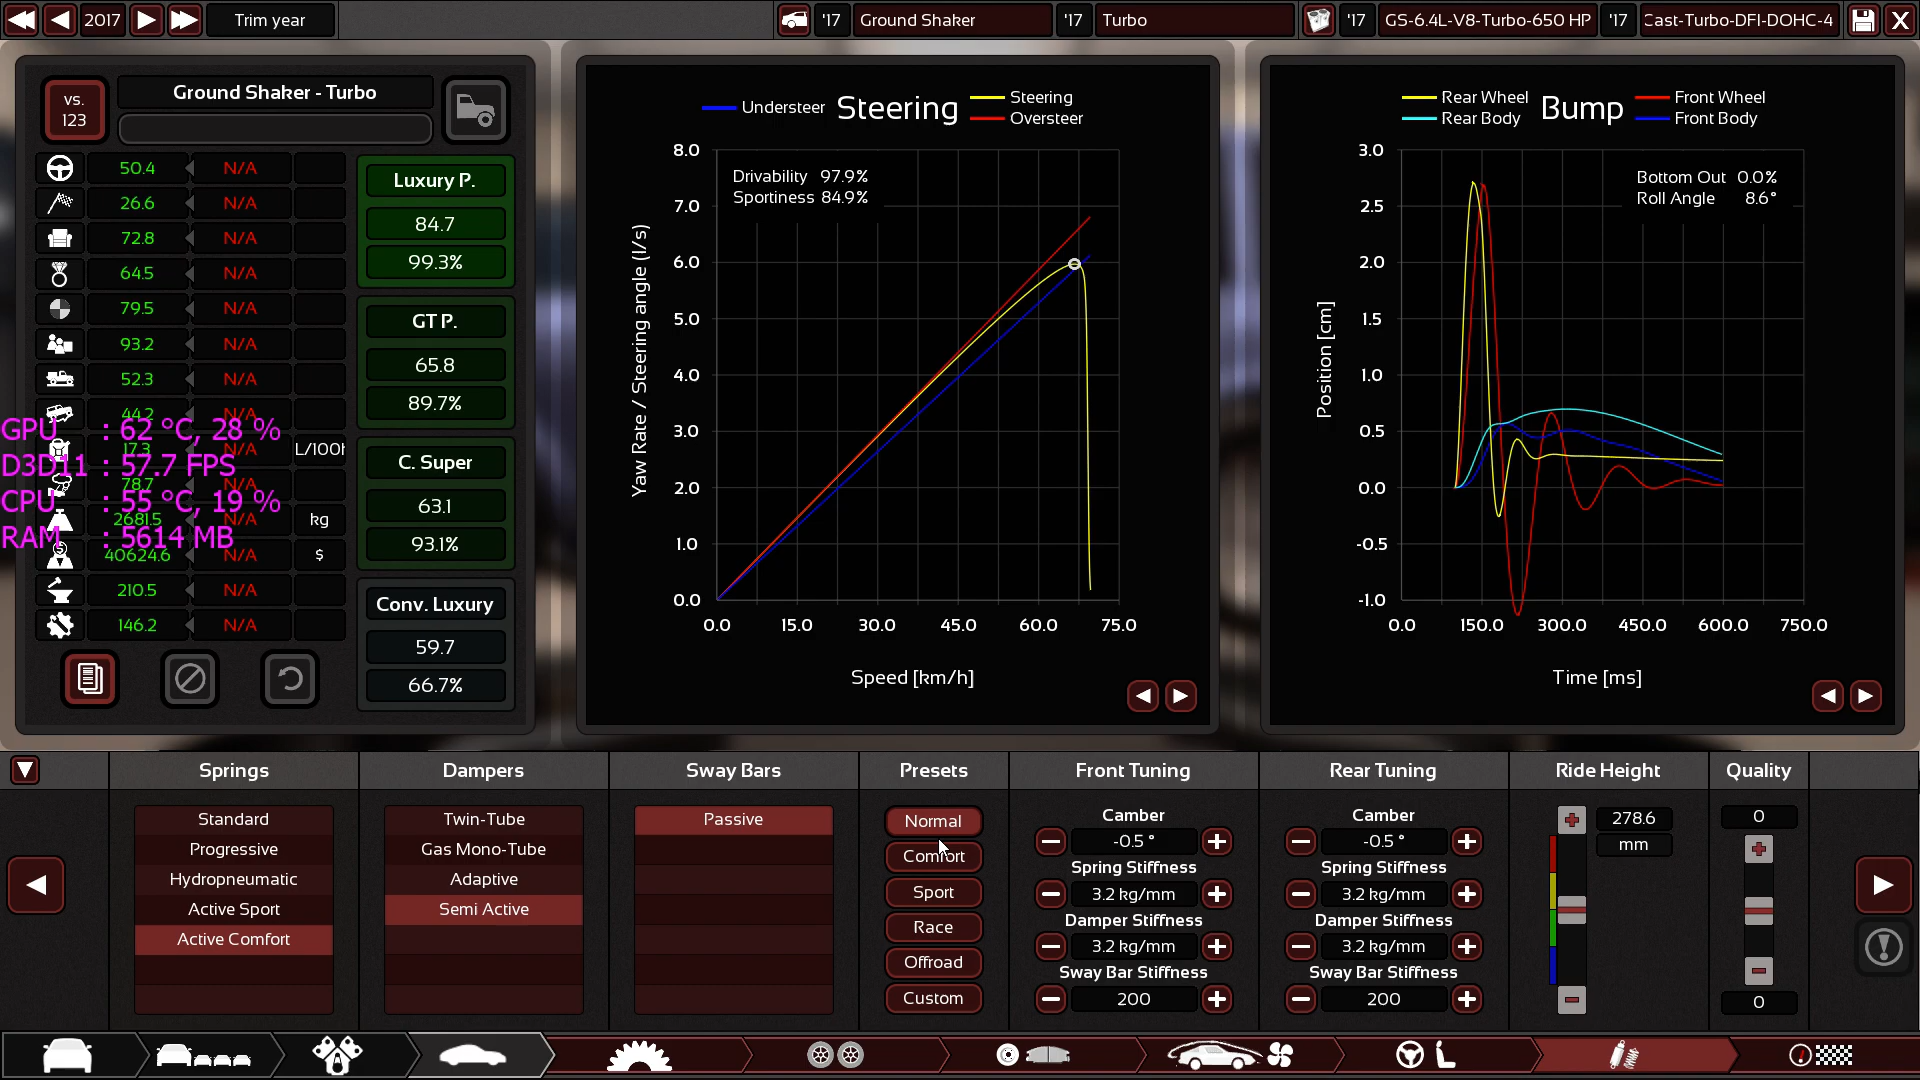 2017
Trim year
'17
Ground Shaker
'17
Turbo
'17
GS-6.4L-V8-Turbo-650 HP
'17
Cast-Turbo-DFI-DOHC-4
vs.
123
Ground Shaker - Turbo
50.4 N/A
26.6 N/A
72.8 N/A
64.5 N/A
79.5 N/A
93.2 N/A
52.3 N/A
44.2 N/A
17.3 N/A L/100
78.7 N/A
2681.5 N/A kg
40624.6 N/A $
210.5 N/A
146.2 N/A
GPU : 62 °C, 28 %
D3D11 : 57.7 FPS
CPU : 55 °C, 19 %
RAM : 5614 MB
Luxury P.
84.7
99.3%
GT P.
65.8
89.7%
C. Super
63.1
93.1%
Conv. Luxury
59.7
66.7%
Understeer
Steering
Steering
Oversteer
Drivability 97.9%
Sportiness 84.9%
Yaw Rate / Steering angle (l/s)
8.0
7.0
6.0
5.0
4.0
3.0
2.0
1.0
0.0
0.0 15.0 30.0 45.0 60.0 75.0
Speed [km/h]
Rear Wheel
Rear Body
Bump
Front Wheel
Front Body
Bottom Out 0.0%
Roll Angle 8.6°
Position [cm]
3.0
2.5
2.0
1.5
1.0
0.5
0.0
-0.5
-1.0
0.0 150.0 300.0 450.0 600.0 750.0
Time [ms]
Springs
Standard
Progressive
Hydropneumatic
Active Sport
Active Comfort
Dampers
Twin-Tube
Gas Mono-Tube
Adaptive
Semi Active
Sway Bars
Passive
Presets
Normal
Comfort
Sport
Race
Offroad
Custom
Front Tuning
Camber
-0.5 °
Spring Stiffness
3.2 kg/mm
Damper Stiffness
3.2 kg/mm
Sway Bar Stiffness
200
Rear Tuning
Camber
-0.5 °
Spring Stiffness
3.2 kg/mm
Damper Stiffness
3.2 kg/mm
Sway Bar Stiffness
200
Ride Height
278.6
mm
Quality
0
0